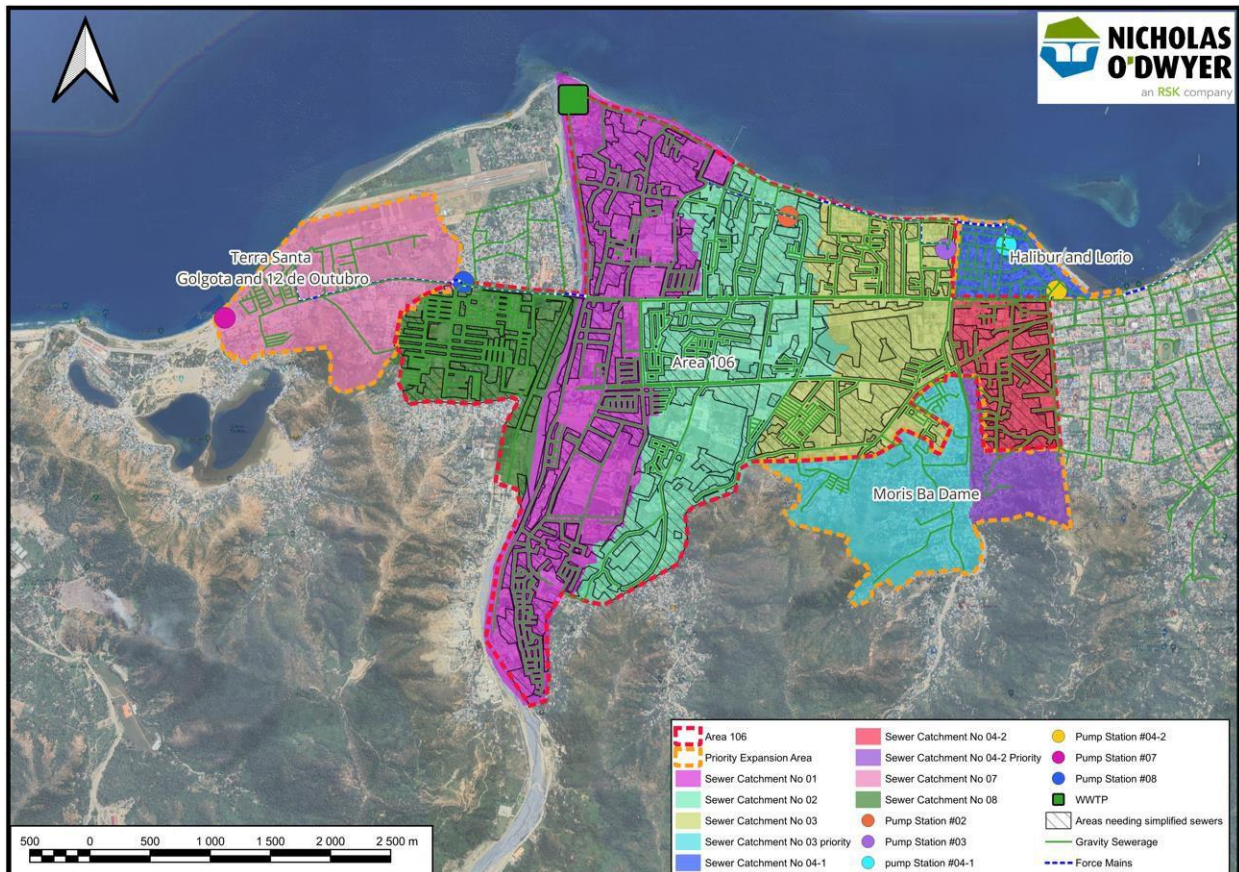 NICHOLAS
O'DWYER
an RSK company
Terra Santa
Golgota and 12 de Outubro
Halibur and Lorio
Area 106
Moris Ba Dame
Area 106
Priority Expansion Area
Sewer Catchment No 01
Sewer Catchment No 02
Sewer Catchment No 03
Sewer Catchment No 03 priority
Sewer Catchment No 04-1
Sewer Catchment No 04-2
Sewer Catchment No 04-2 Priority
Sewer Catchment No 07
Sewer Catchment No 08
Pump Station #02
Pump Station #03
pump Station #04-1
Pump Station #04-2
Pump Station #07
Pump Station #08
WWTP
Areas needing simplified sewers
Gravity Sewerage
Force Mains
500 0 500 1 000 1 500 2 000 2 500 m